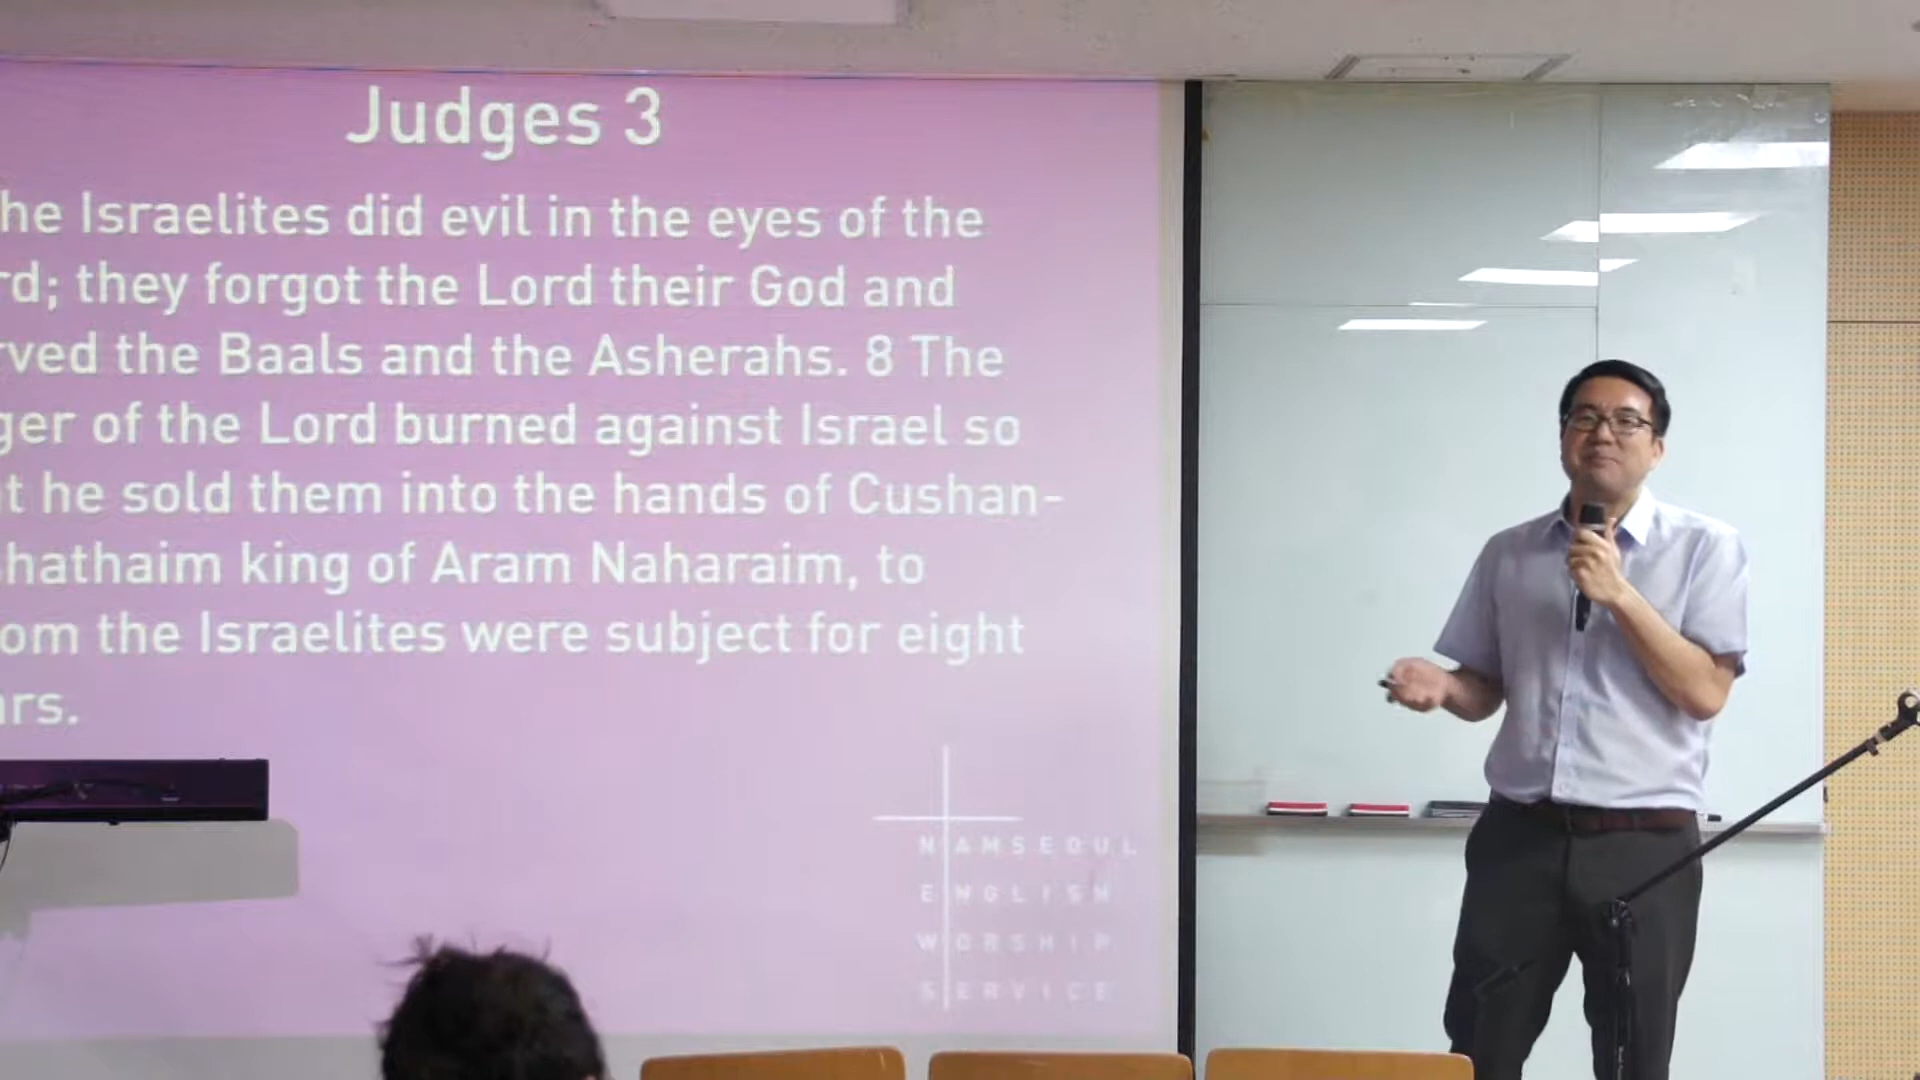 Judges 3
he Israelites did evil in the eyes of the
rd; they forgot the Lord their God and
rved the Baals and the Asherahs. 8 The
ger of the Lord burned against Israel so
t he sold them into the hands of Cushan-
hathaim king of Aram Naharaim, to
om the Israelites were subject for eight
rs.
NAMSEOUL
ENGLISH
WORSHIP
SERVICE